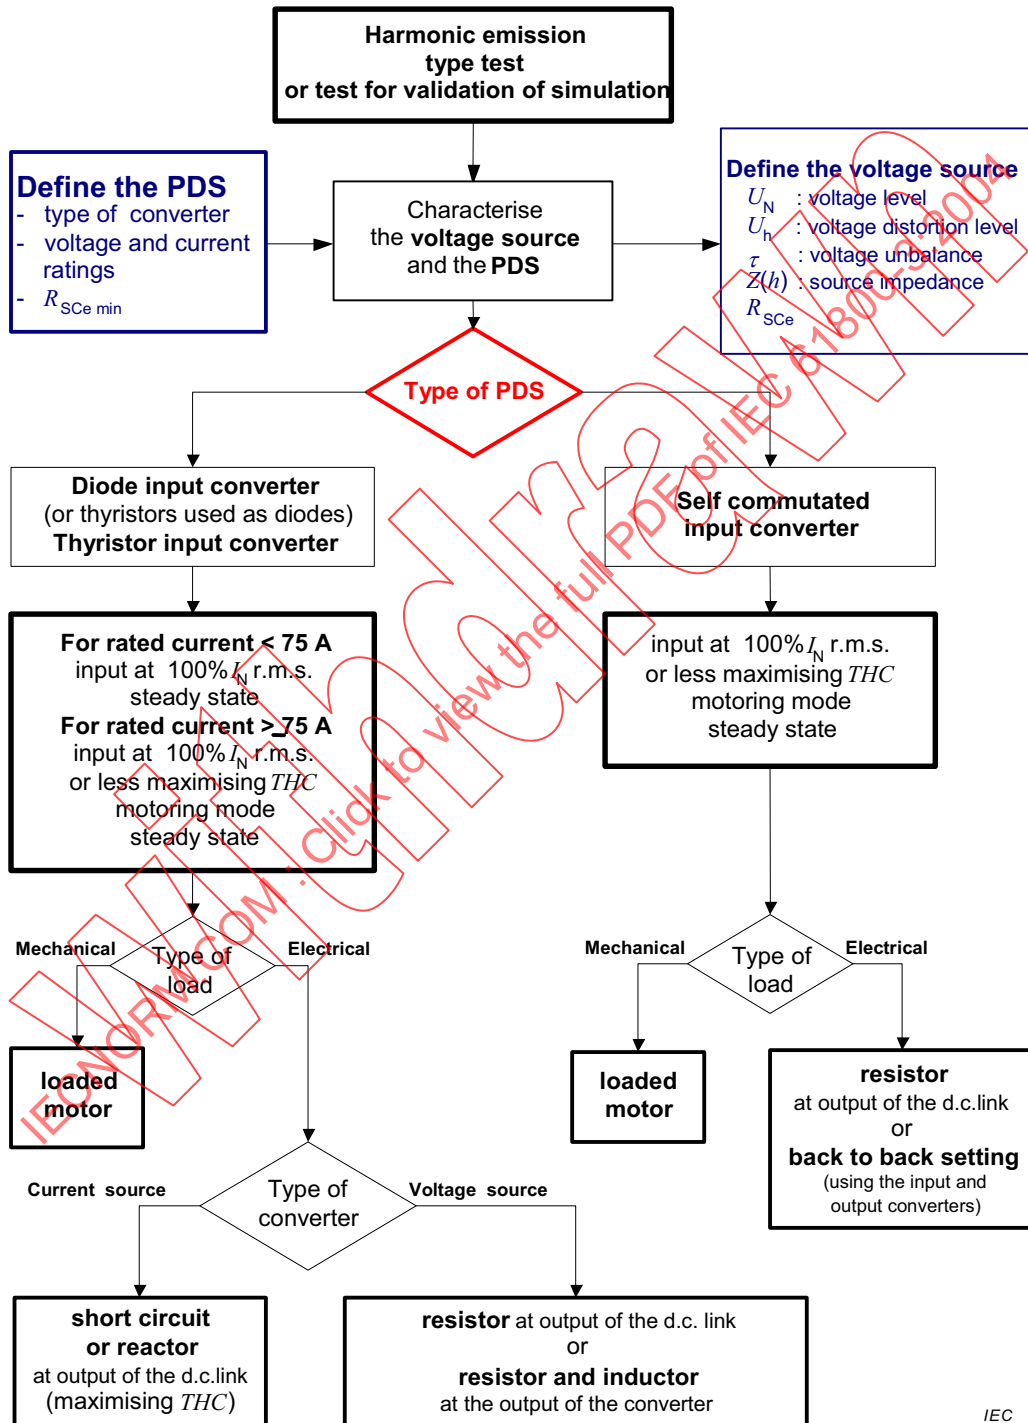 Harmonic emission
type test
or test for validation of simulation
Define the PDS
- type of converter
- voltage and current
ratings
- R SCe min
Characterise
the voltage source
and the PDS
Define the voltage source
U N : voltage level
U h : voltage distortion level
τ : voltage unbalance
Z(h) : source impedance
R SCe
Type of PDS
Diode input converter
(or thyristors used as diodes)
Thyristor input converter
Self commutated
input converter
For rated current < 75 A
input at 100% I N r.m.s.
steady state
For rated current ≥ 75 A
input at 100% I N r.m.s.
or less maximising THC
motoring mode
steady state
input at 100% I N r.m.s.
or less maximising THC
motoring mode
steady state
Mechanical
Type of
load
Electrical
Mechanical
Type of
load
Electrical
loaded
motor
loaded
motor
resistor
at output of the d.c.link
or
back to back setting
(using the input and
output converters)
Current source
Type of
converter
Voltage source
short circuit
or reactor
at output of the d.c.link
(maximising THC)
resistor at output of the d.c. link
or
resistor and inductor
at the output of the converter
IEC
withdrawn
IECNORM.COM : Click to view the full PDF of IEC 61800-3:2004